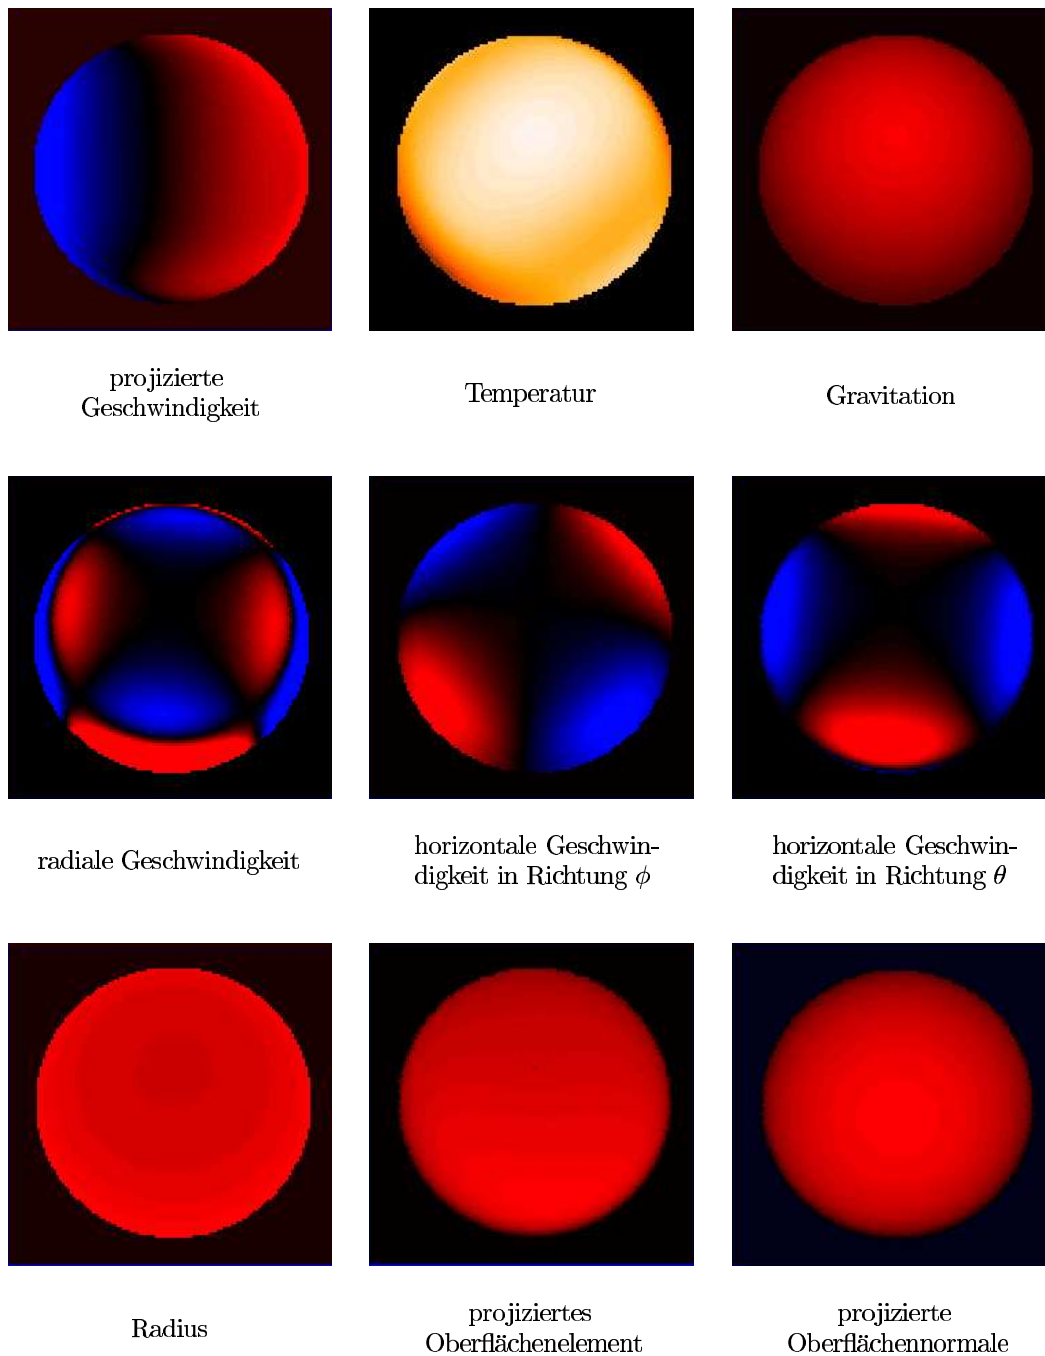 projizierte
Geschwindigkeit
Temperatur
Gravitation
radiale Geschwindigkeit
horizontale Geschwin-
digkeit in Richtung ϕ
horizontale Geschwin-
digkeit in Richtung θ
Radius
projiziertes
Oberflächenelement
projizierte
Oberflächennormale